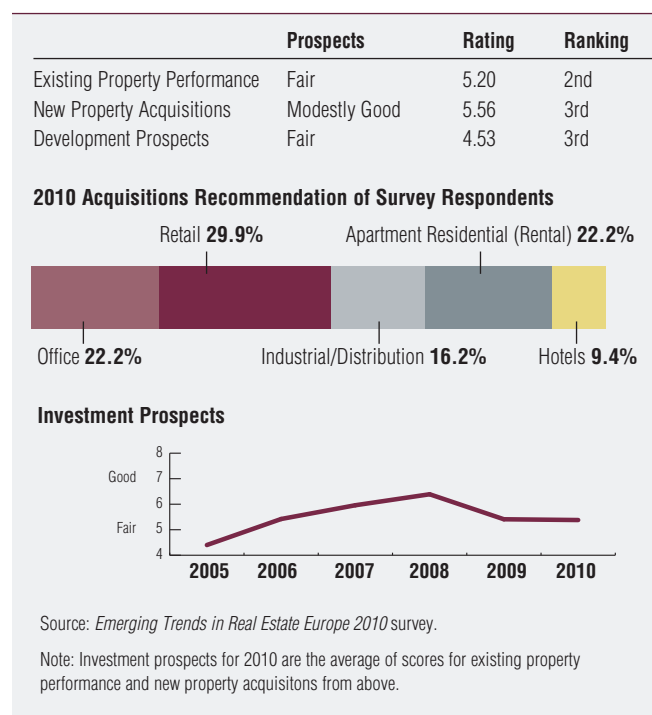 Prospects Rating Ranking
Existing Property Performance Fair 5.20 2nd
New Property Acquisitions Modestly Good 5.56 3rd
Development Prospects Fair 4.53 3rd
2010 Acquisitions Recommendation of Survey Respondents
Retail 29.9% Apartment Residential (Rental) 22.2%
Office 22.2% Industrial/Distribution 16.2% Hotels 9.4%
Investment Prospects
8
Good 7
6
Fair 5
4
2005 2006 2007 2008 2009 2010
Source: Emerging Trends in Real Estate Europe 2010 survey.
Note: Investment prospects for 2010 are the average of scores for existing property
performance and new property acquisitons from above.